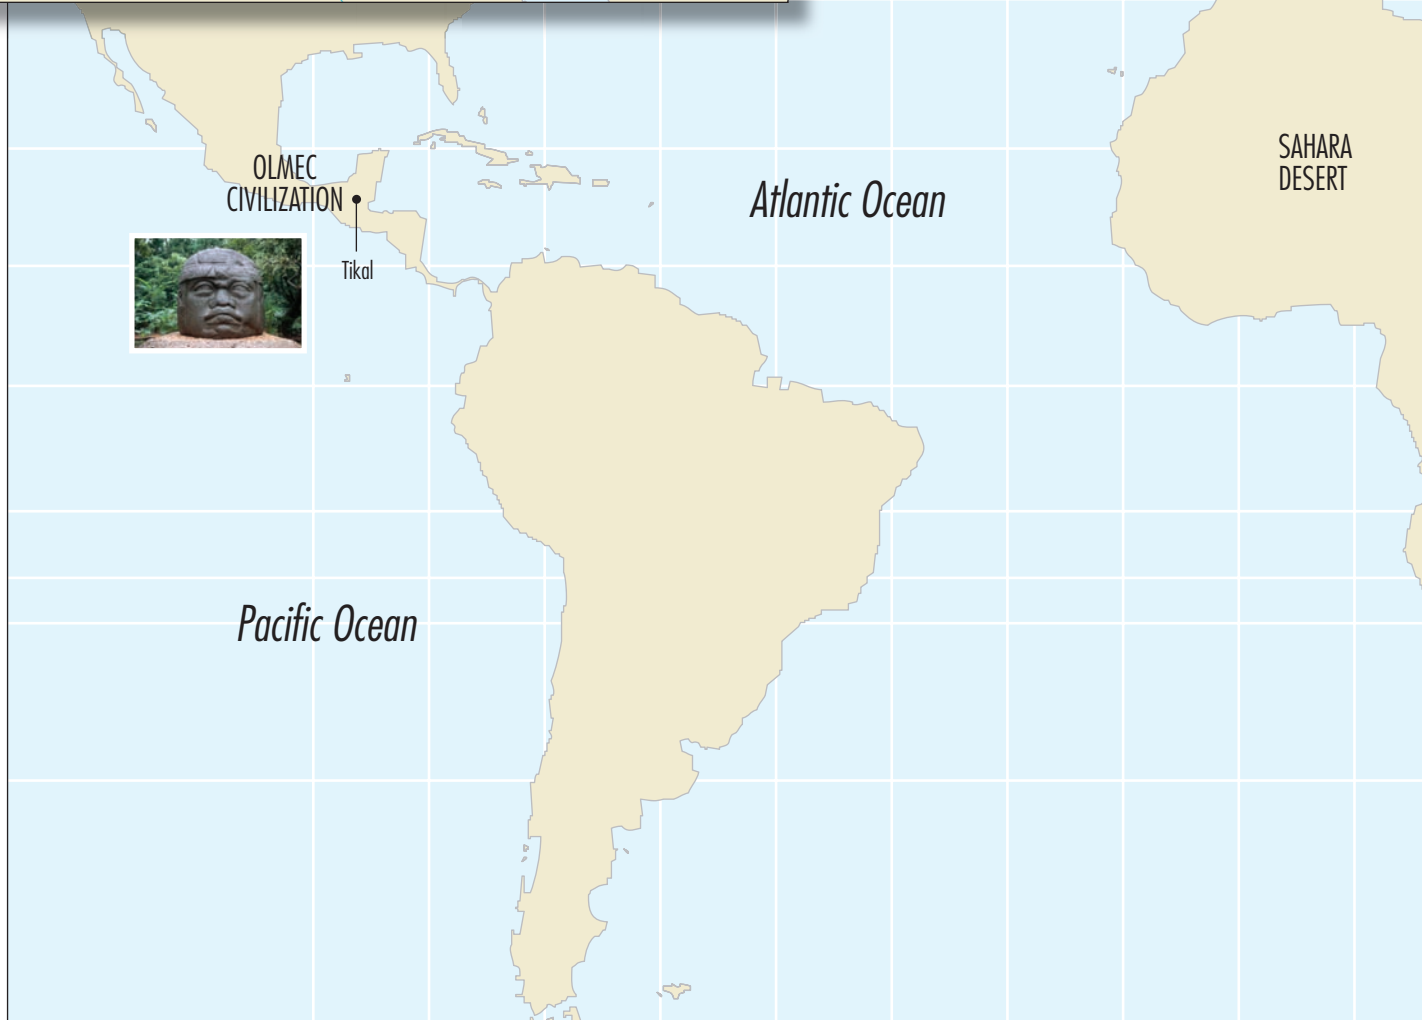 OLMEC
CIVILIZATION
Tikal
Atlantic Ocean
SAHARA
DESERT
Pacific Ocean